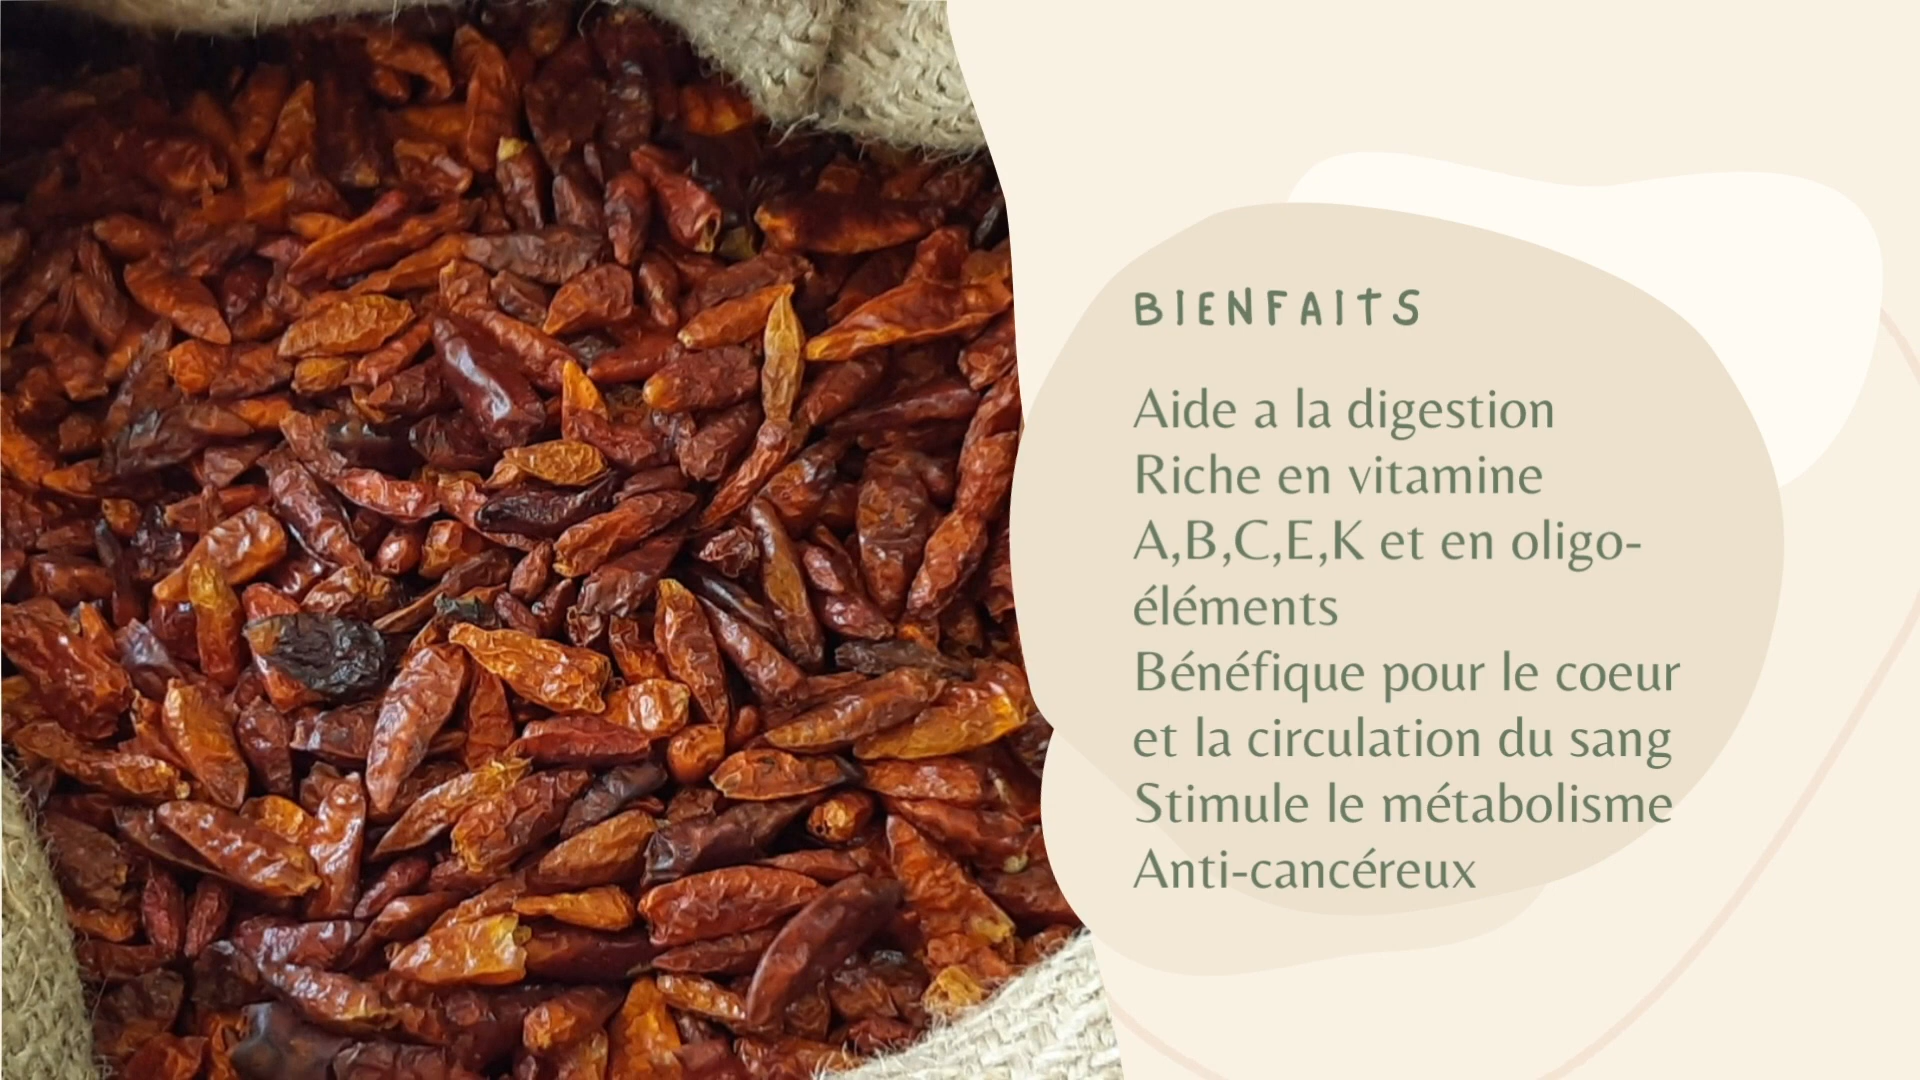 BIENFAITS
Aide a la digestion
Riche en vitamine
A,B,C,E,K et en oligo-
éléments
Bénéfique pour le coeur
et la circulation du sang
Stimule le métabolisme
Anti-cancéreux